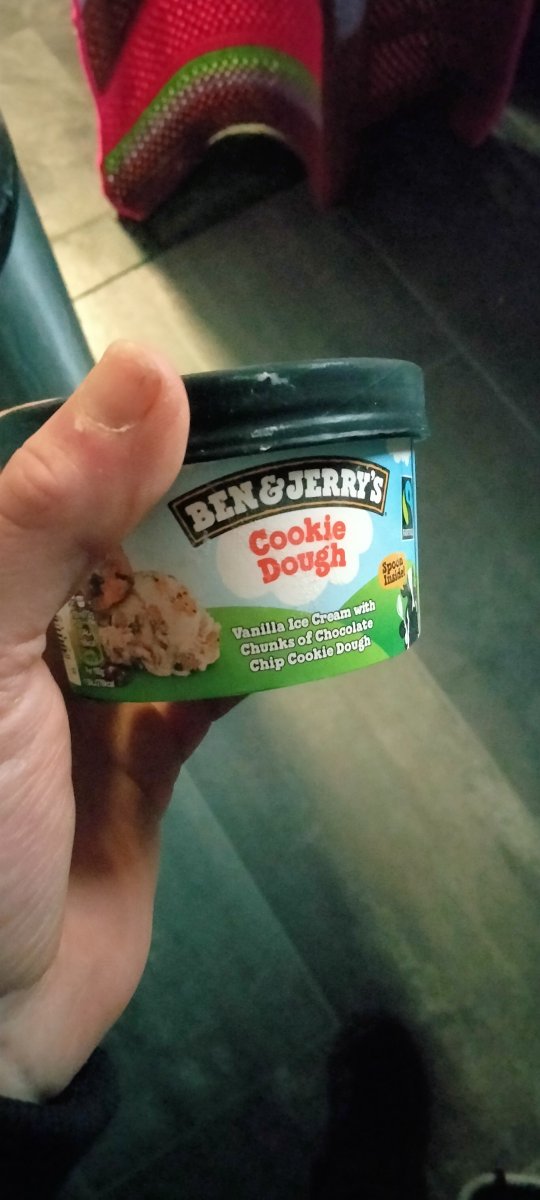 BEN & JERRY'S
Cookie
Dough
Spoon
Inside!
Vanilla Ice Cream with
Chunks of Chocolate
Chip Cookie Dough